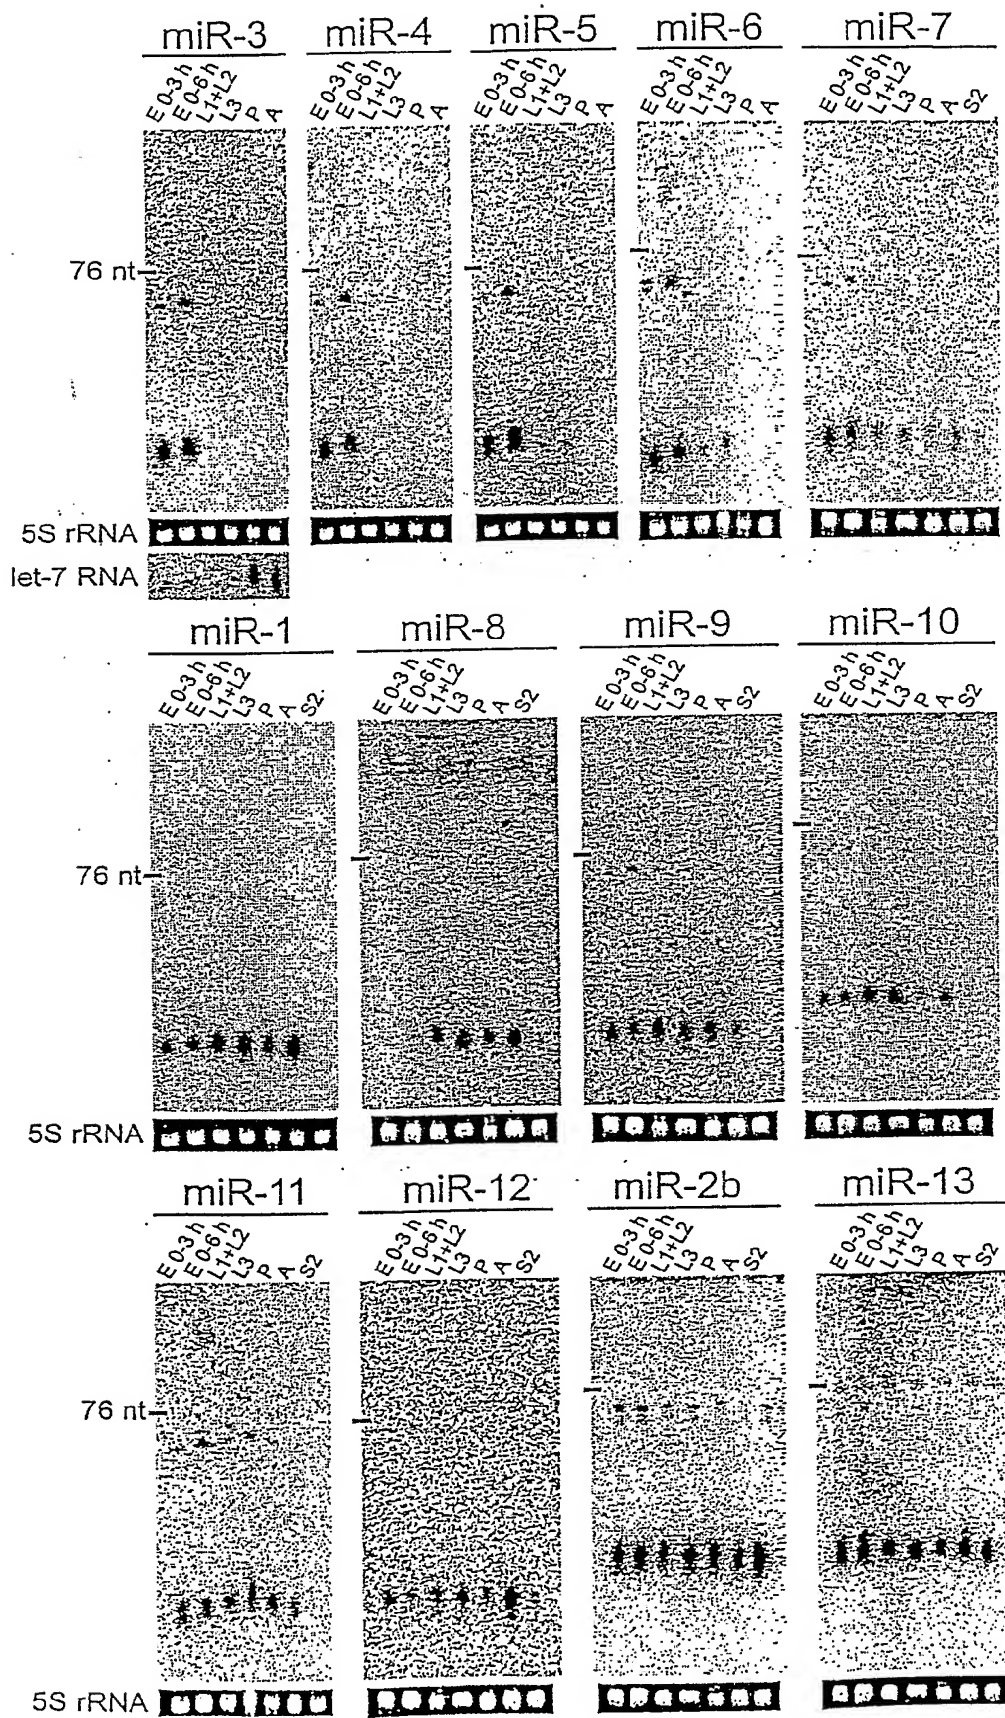 miR-3 miR-4 miR-5 miR-6 miR-7
E 0-3 h E 0-6 h L1+L2 L3 P A E 0-3 h E 0-6 h L1+L2 L3 P A E 0-3 h E 0-6 h L1+L2 L3 P A E 0-3 h E 0-6 h L1+L2 L3 P A E 0-3 h E 0-6 h L1+L2 L3 P A S2
76 nt
5S rRNA
let-7 RNA
miR-1 miR-8 miR-9 miR-10
E 0-3 h E 0-6 h L1+L2 L3 P A S2 E 0-3 h E 0-6 h L1+L2 L3 P A S2 E 0-3 h E 0-6 h L1+L2 L3 P A S2 E 0-3 h E 0-6 h L1+L2 L3 P A S2
76 nt
5S rRNA
miR-11 miR-12 miR-2b miR-13
E 0-3 h E 0-6 h L1+L2 L3 P A S2 E 0-3 h E 0-6 h L1+L2 L3 P A S2 E 0-3 h E 0-6 h L1+L2 L3 P A S2 E 0-3 h E 0-6 h L1+L2 L3 P A S2
76 nt
5S rRNA